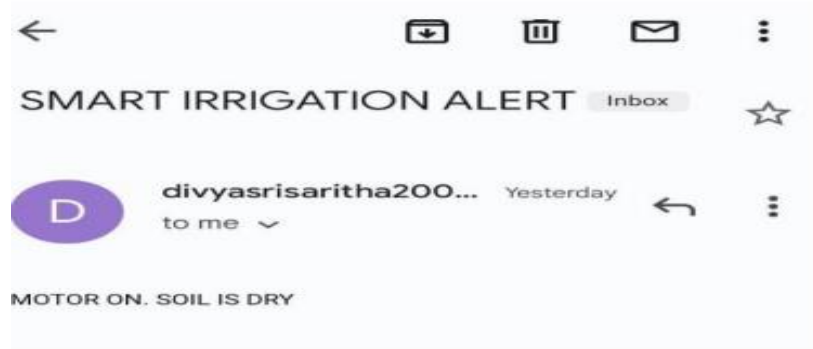 SMART IRRIGATION ALERT Inbox
D
divyasrisaritha200... Yesterday
to me
MOTOR ON. SOIL IS DRY